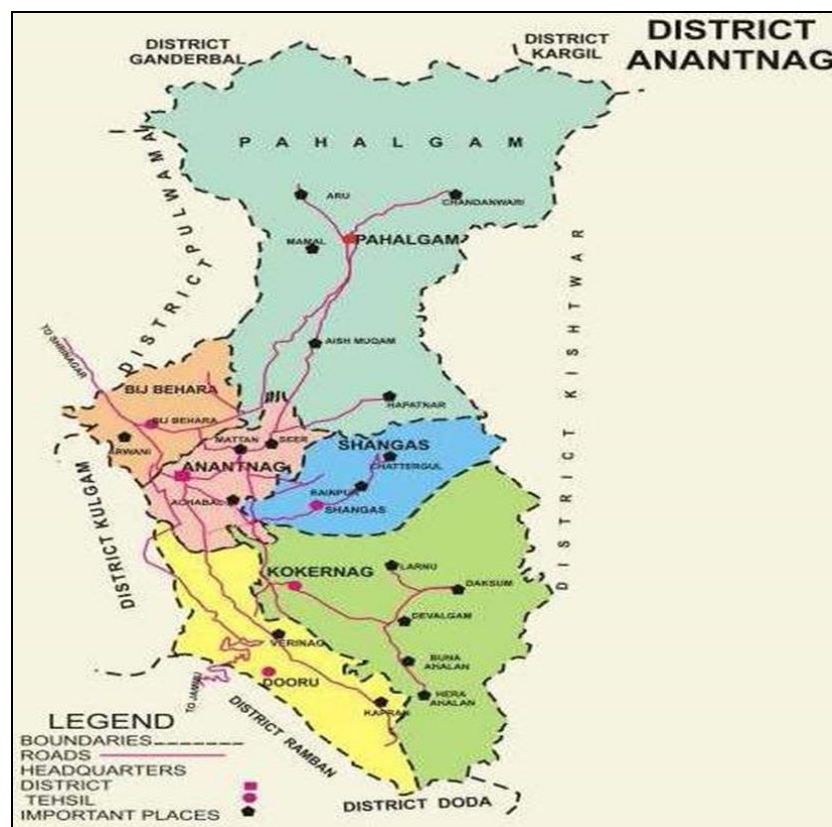 DISTRICT
ANANTNAG
DISTRICT
GANDERBAL
DISTRICT
KARGIL
PAHALGAM
DISTRICT PULWAMA
ARU
CHANDANWARI
MAMAL
PAHALGAM
DISTRICT KISHTWAR
TO SHRINAGAR
AISH MUQAM
BIJ BEHARA
HAPATNAR
BIJ BEHARA
ARWANI
MATTAN
SEER
SHANGAS
CHATTERGUL
ANANTNAG
RAINPUR
ACHABAL
SHANGAS
DISTRICT KULGAM
KOKERNAG
LARNU
DAKSUM
DEVALGAM
VERINAG
BUNA
AHALAN
DOORU
HERA
AHALAN
KAPRAN
TO JAMMU
DISTRICT RAMBAN
DISTRICT DODA
LEGEND
BOUNDARIES
ROADS
HEADQUARTERS
DISTRICT
TEHSIL
IMPORTANT PLACES